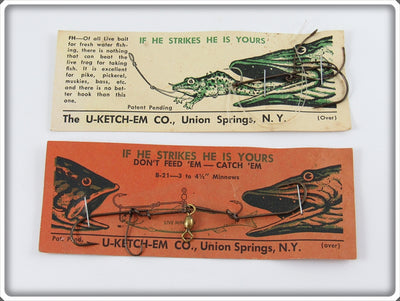 IF HE STRIKES HE IS YOURS
FH—Of all Live bait
for fresh water fish-
ing, there is nothing
that can beat the
live frog for taking
fish. It is excellent
for pike, pickerel,
muckies, bass, etc.
and there is no bet-
ter hook than this
one.
Patent Pending
The U-KETCH-EM CO., Union Springs, N.Y.
(Over)
IF HE STRIKES HE IS YOURS
DON'T FEED 'EM — CATCH 'EM
B-21—3 to 4½" Minnows
LIVE
Pat. Pend.
U-KETCH-EM CO., Union Springs, N.Y.
(over)